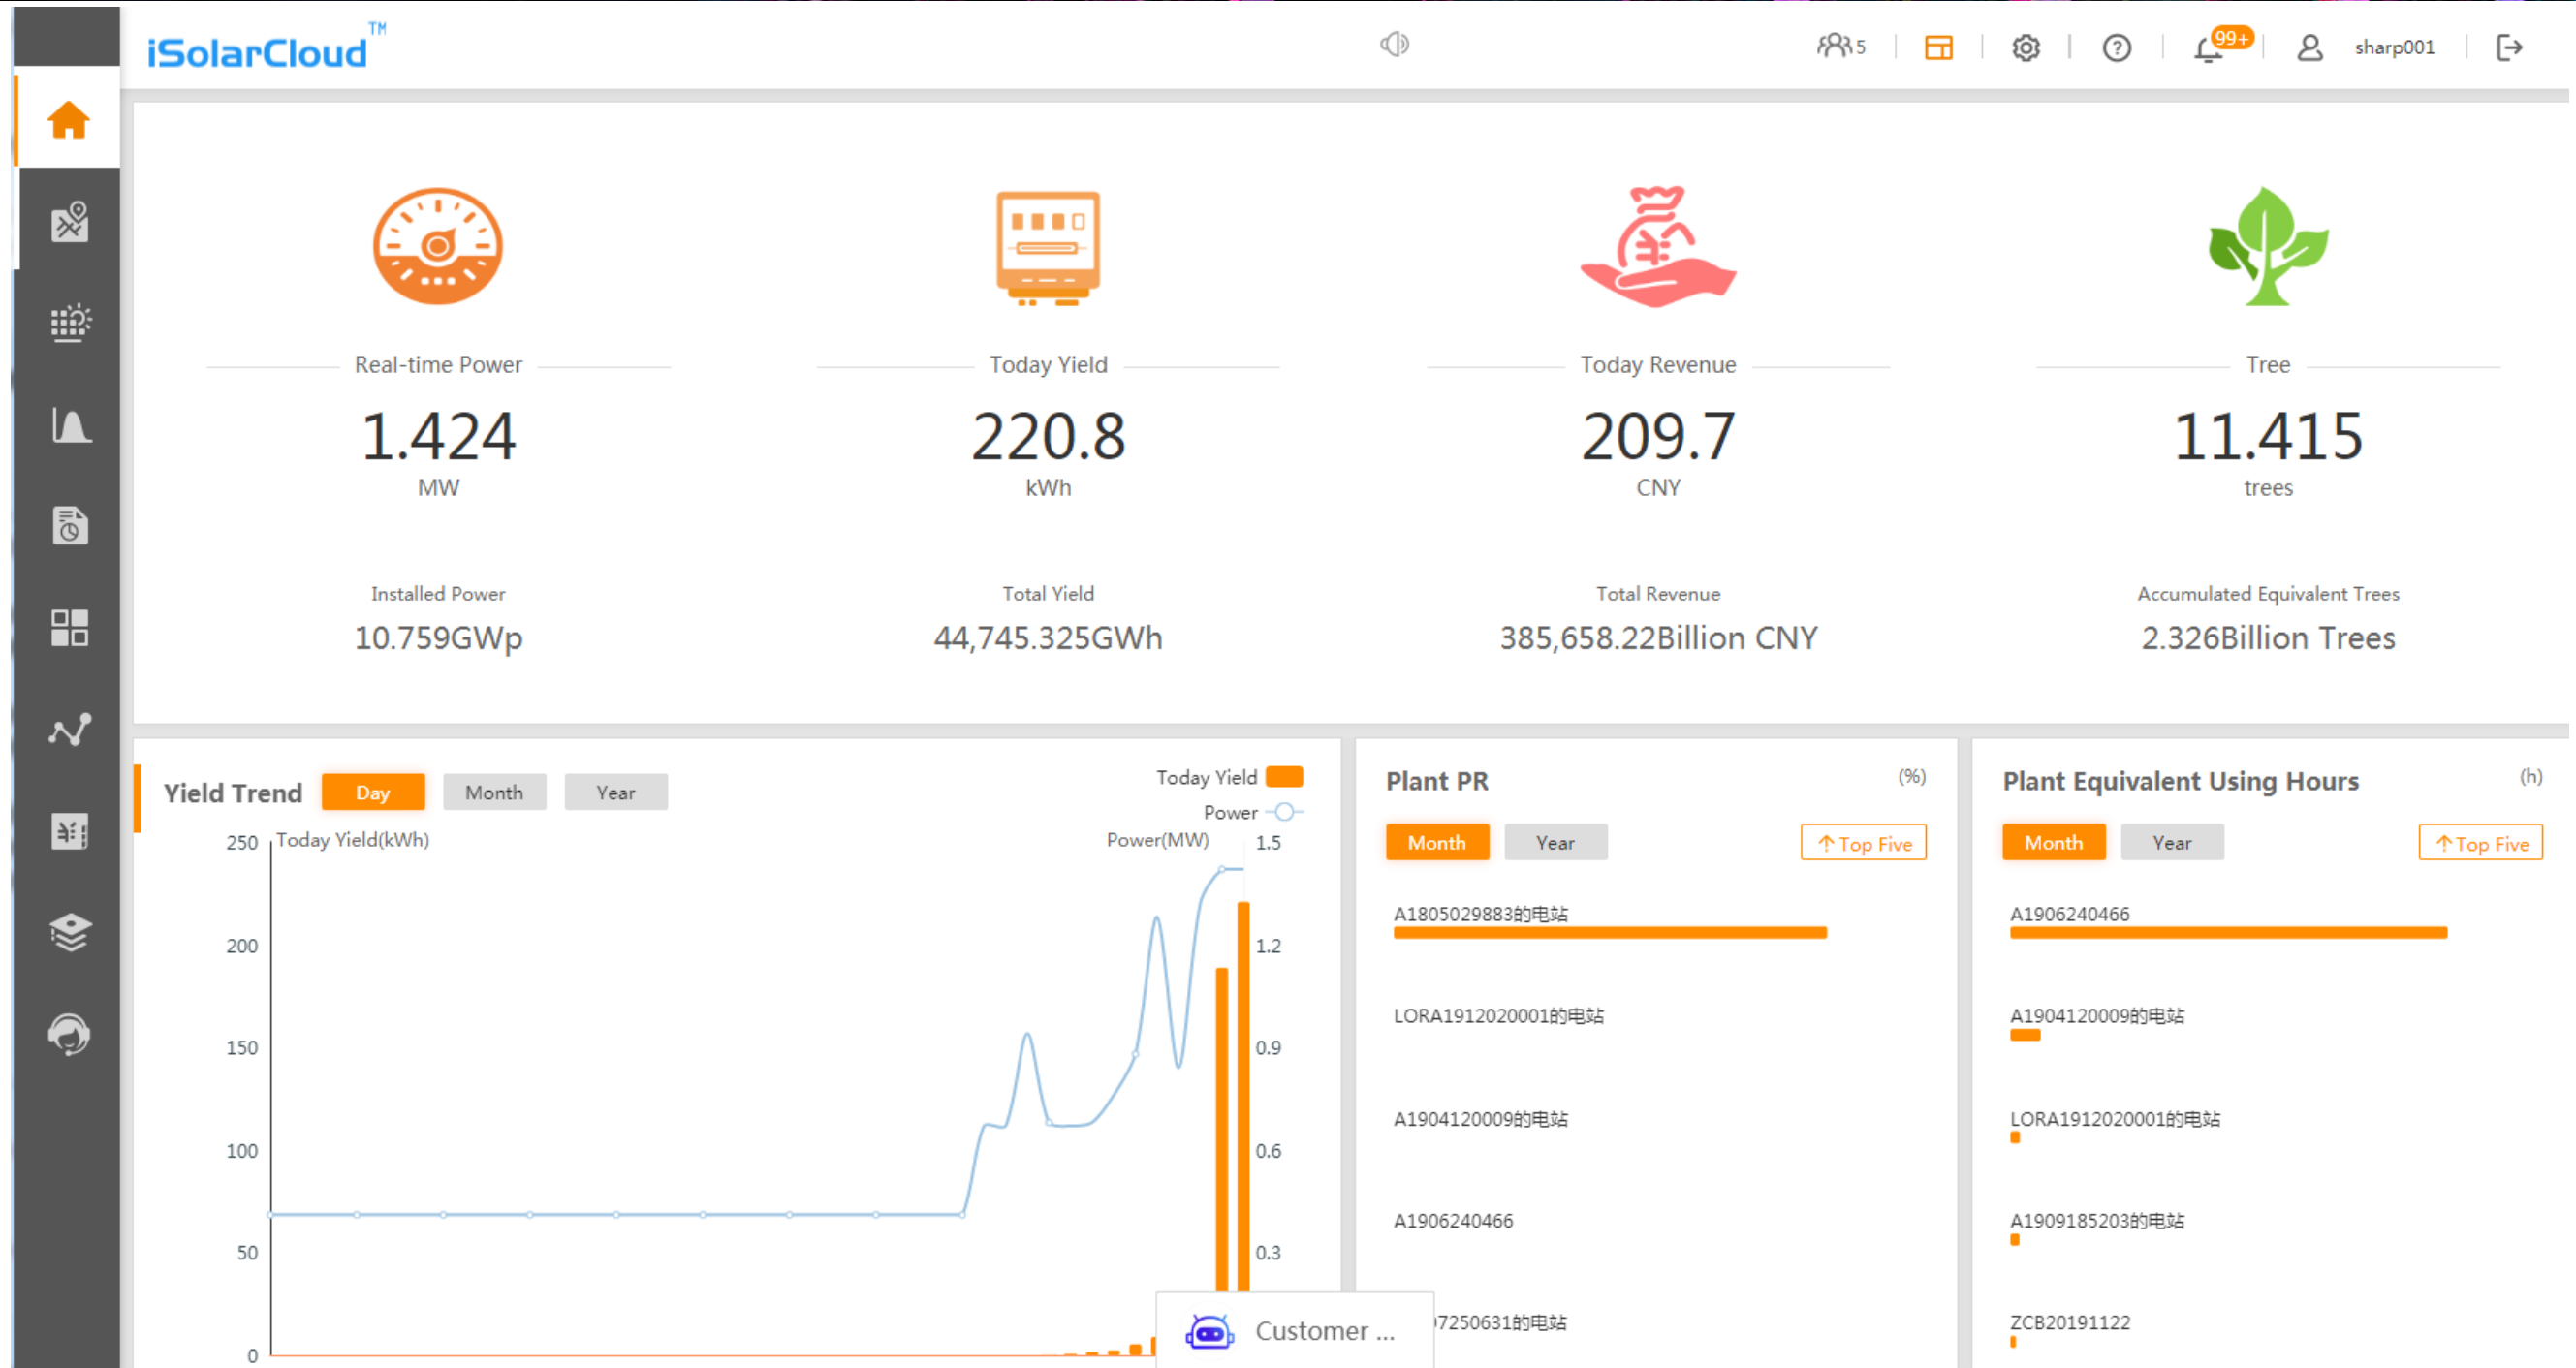 iSolarCloud™
5
?
99+
sharp001
Real-time Power
1.424
MW
Installed Power
10.759GWp
Today Yield
220.8
kWh
Total Yield
44,745.325GWh
Today Revenue
209.7
CNY
Total Revenue
385,658.22Billion CNY
Tree
11.415
trees
Accumulated Equivalent Trees
2.326Billion Trees
Yield Trend
Day
Month
Year
Today Yield
Power
Today Yield(kWh)
Power(MW)
250
200
150
100
50
0
1.5
1.2
0.9
0.6
0.3
Plant PR
(%)
Month
Year
↑Top Five
A1805029883的电站
LORA1912020001的电站
A1904120009的电站
A1906240466
7250631的电站
Plant Equivalent Using Hours
(h)
Month
Year
↑Top Five
A1906240466
A1904120009的电站
LORA1912020001的电站
A1909185203的电站
ZCB20191122
Customer ...